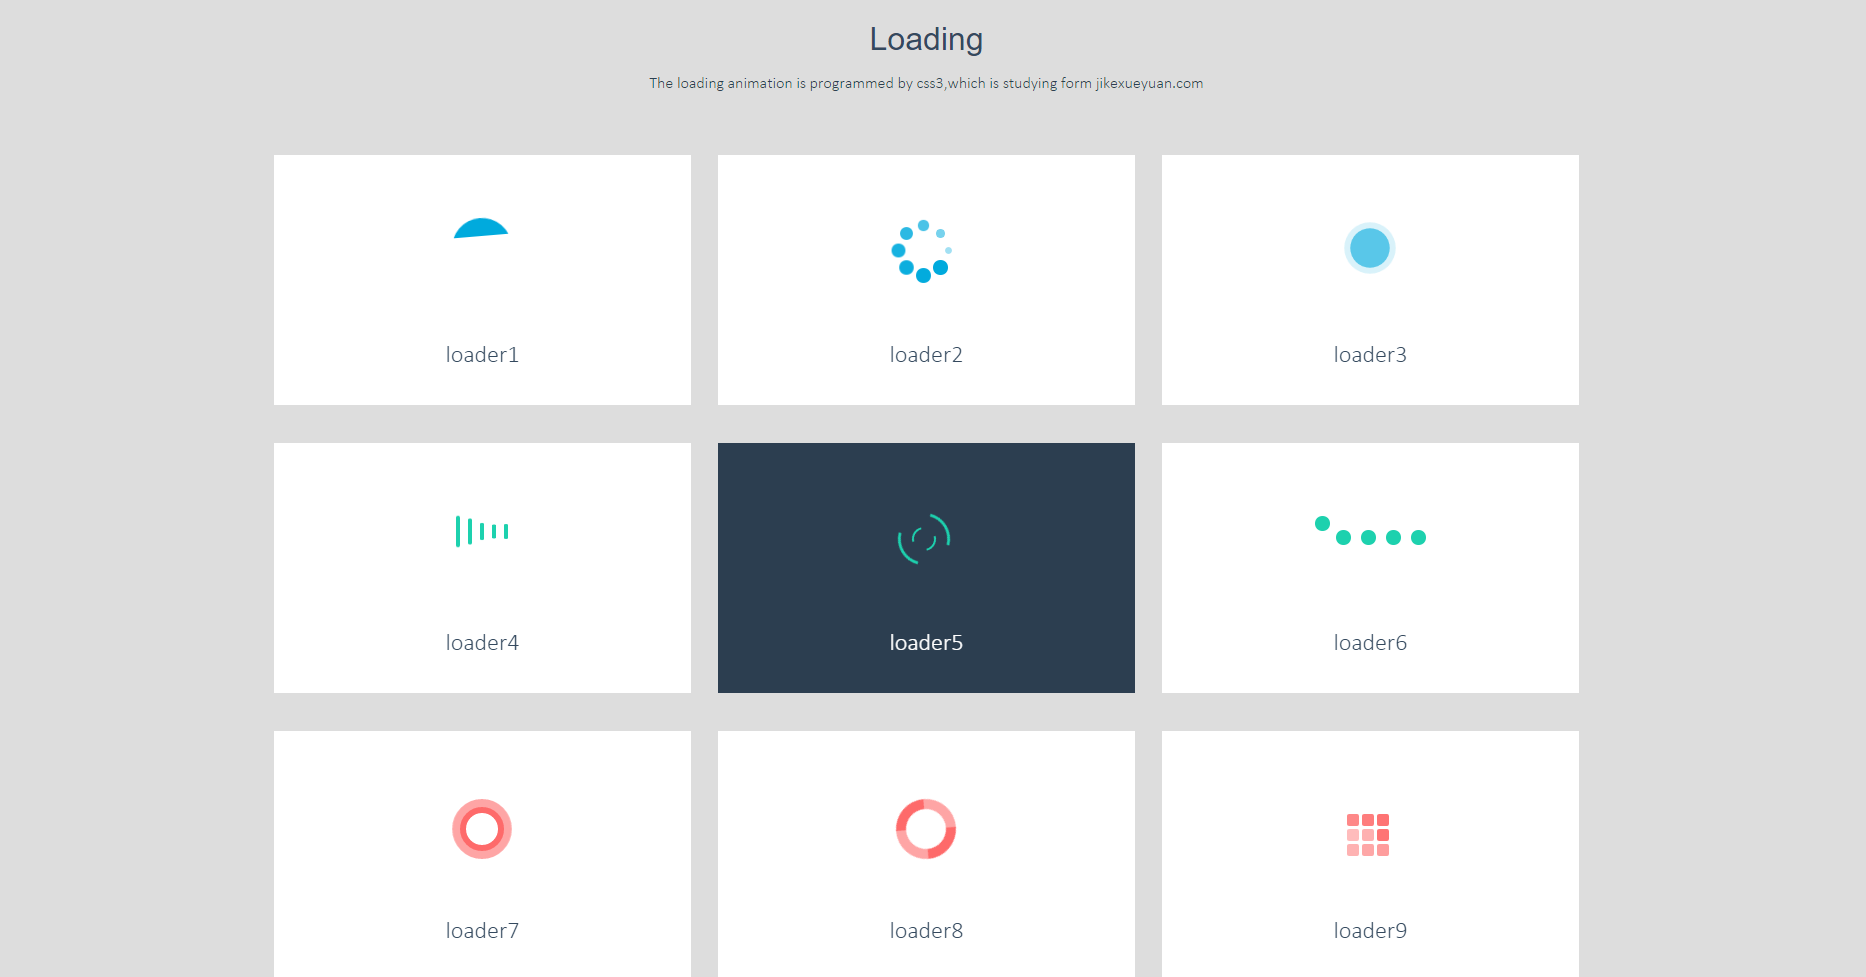 Loading
The loading animation is programmed by css3,which is studying form jikexueyuan.com
loader1
loader2
loader3
loader4
loader5
loader6
loader7
loader8
loader9